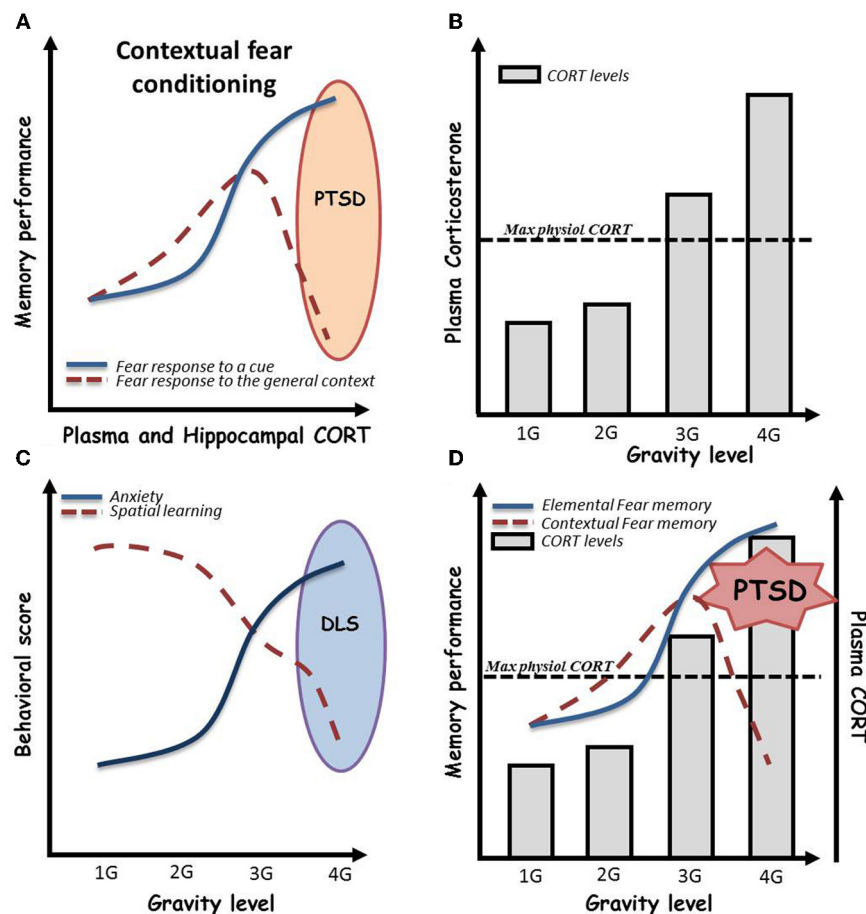 A
Contextual fear
conditioning
Memory performance
PTSD
Fear response to a cue
Fear response to the general context
Plasma and Hippocampal CORT
B
CORT levels
Plasma Corticosterone
Max physiol CORT
1G 2G 3G 4G
Gravity level
C
Anxiety
Spatial learning
Behavioral score
DLS
1G 2G 3G 4G
Gravity level
D
Elemental Fear memory
Contextual Fear memory
CORT levels
PTSD
Memory performance
Max physiol CORT
Plasma CORT
1G 2G 3G 4G
Gravity level